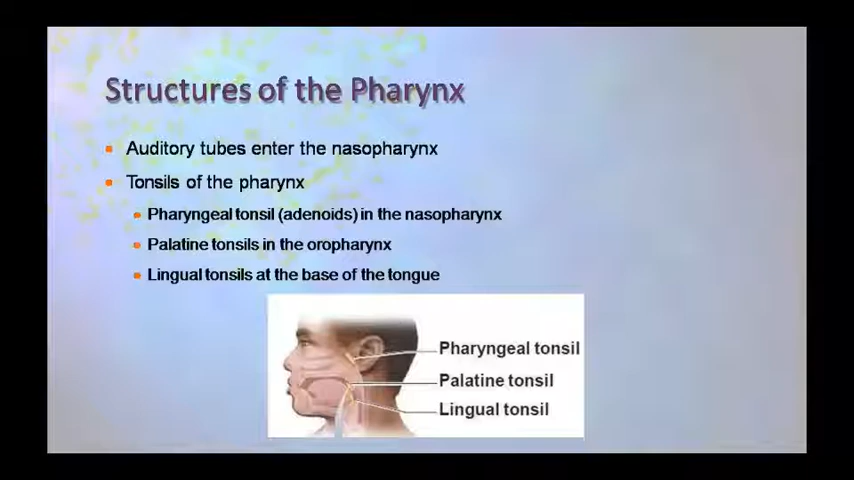 Structures of the Pharynx
Auditory tubes enter the nasopharynx
Tonsils of the pharynx
Pharyngeal tonsil (adenoids) in the nasopharynx
Palatine tonsils in the oropharynx
Lingual tonsils at the base of the tongue
Pharyngeal tonsil
Palatine tonsil
Lingual tonsil